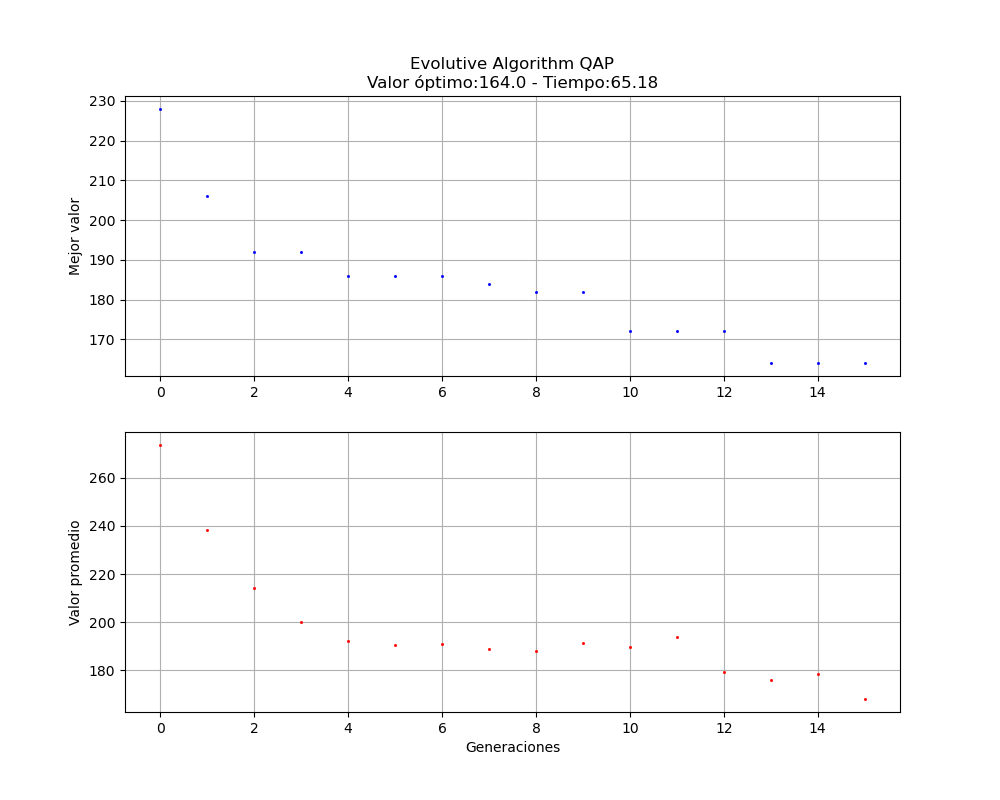 Evolutive Algorithm QAP
Valor óptimo:164.0 - Tiempo:65.18
230
220
210
200
190
180
170
Mejor valor
0 2 4 6 8 10 12 14
260
240
220
200
180
Valor promedio
0 2 4 6 8 10 12 14
Generaciones